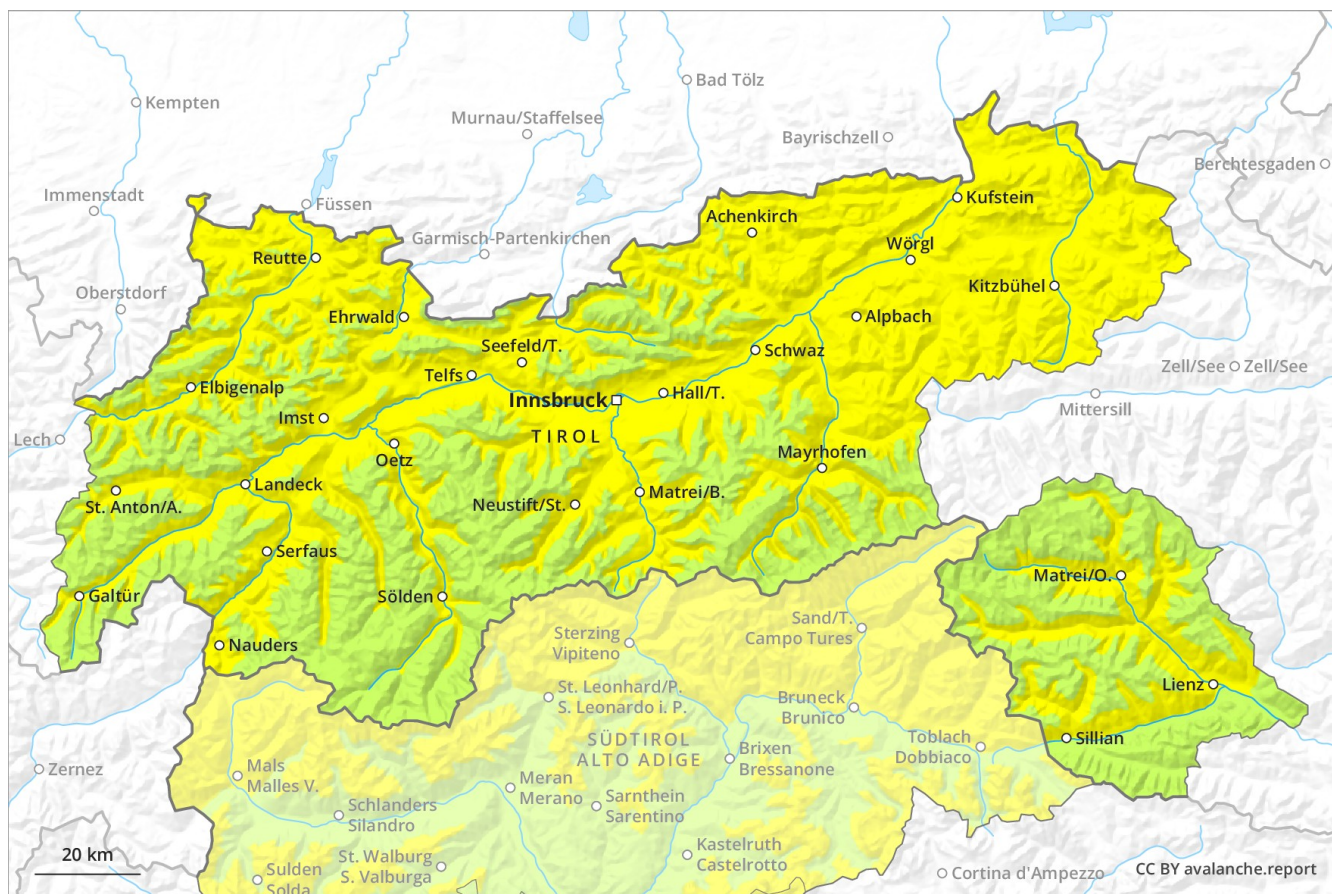 Bad Tölz
Kempten
Murnau/Staffelsee
Bayrischzell
Berchtesgaden
Immenstadt
Füssen
Kufstein
Achenkirch
Garmisch-Partenkirchen
Wörgl
Reutte
Kitzbühel
Oberstdorf
Ehrwald
Alpbach
Seefeld/T.
Schwaz
Telfs
Zell/See
Zell/See
Elbigenalp
Innsbruck
Hall/T.
Mittersill
Imst
TIROL
Lech
Oetz
Mayrhofen
Landeck
Matrei/B.
St. Anton/A.
Neustift/St.
Serfaus
Matrei/O.
Galtür
Sölden
Sand/T.
Campo Tures
Sterzing
Vipiteno
Nauders
Lienz
St. Leonhard/P.
S. Leonardo i. P.
Bruneck
Brunico
SÜDTIROL
ALTO ADIGE
Sillian
Toblach
Dobbiaco
Brixen
Bressanone
Zernez
Mals
Malles V.
Meran
Merano
Sarnthein
Sarentino
Schlanders
Silandro
20 km
Kastelruth
Castelrotto
St. Walburg
S. Valburga
Sulden
Solda
Cortina d'Ampezzo
CC BY avalanche.report